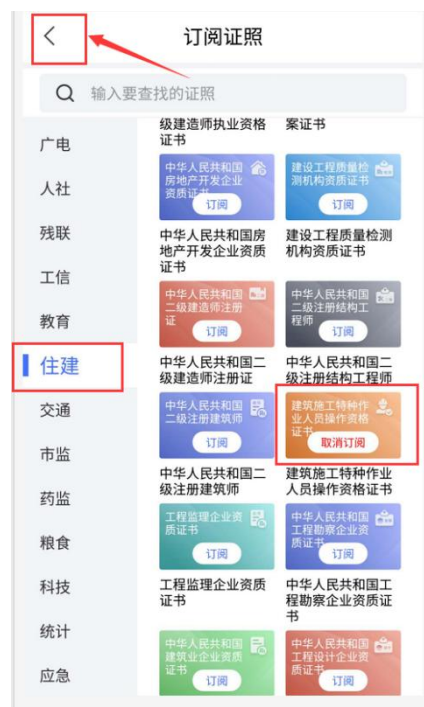 订阅证照
输入要查找的证照
广电
人社
残联
工信
教育
住建
交通
市监
药监
粮食
科技
统计
应急
级建造师执业资格
证书
案证书
中华人民共和国
房地产开发企业
资质证书
订阅
建设工程质量检
测机构资质证书
订阅
中华人民共和国房
地产开发企业资质
证书
建设工程质量检测
机构资质证书
中华人民共和国
二级建造师注册
证
订阅
中华人民共和国
二级注册结构工
程师
订阅
中华人民共和国二
级建造师注册证
中华人民共和国二
级注册结构工程师
中华人民共和国
二级注册建筑师
订阅
建筑施工特种作
业人员操作资格
证书
取消订阅
中华人民共和国二
级注册建筑师
建筑施工特种作业
人员操作资格证书
工程监理企业资
质证书
订阅
中华人民共和国
工程勘察企业资
质证书
订阅
工程监理企业资质
证书
中华人民共和国工
程勘察企业资质证
书
中华人民共和国
建筑业企业资质
证书
订阅
中华人民共和国
工程设计企业资
质证书
订阅